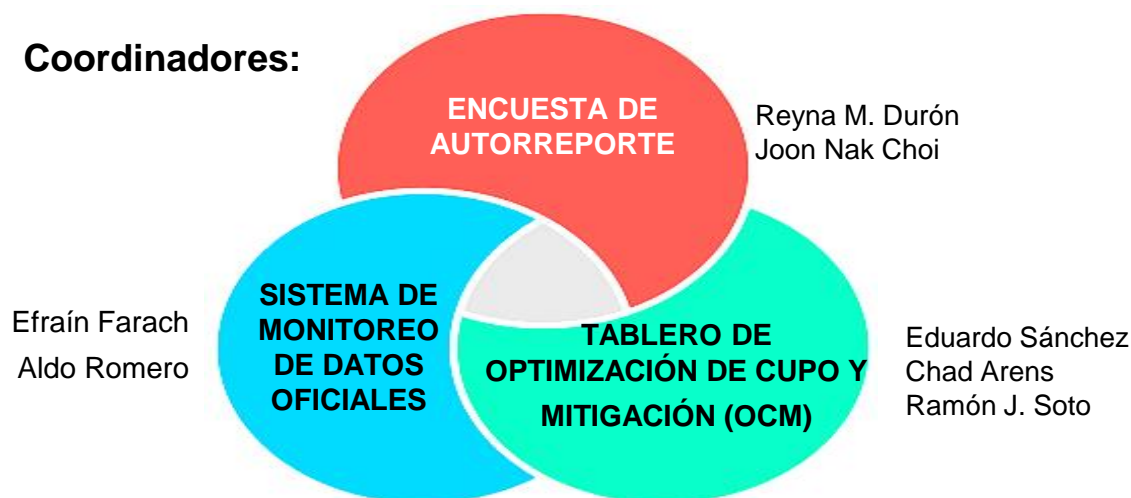 Coordinadores:
ENCUESTA DE
AUTORREPORTE
Reyna M. Durón
Joon Nak Choi
Efraín Farach
Aldo Romero
SISTEMA DE
MONITOREO
DE DATOS
OFICIALES
TABLERO DE
OPTIMIZACIÓN DE CUPO Y
MITIGACIÓN (OCM)
Eduardo Sánchez
Chad Arens
Ramón J. Soto